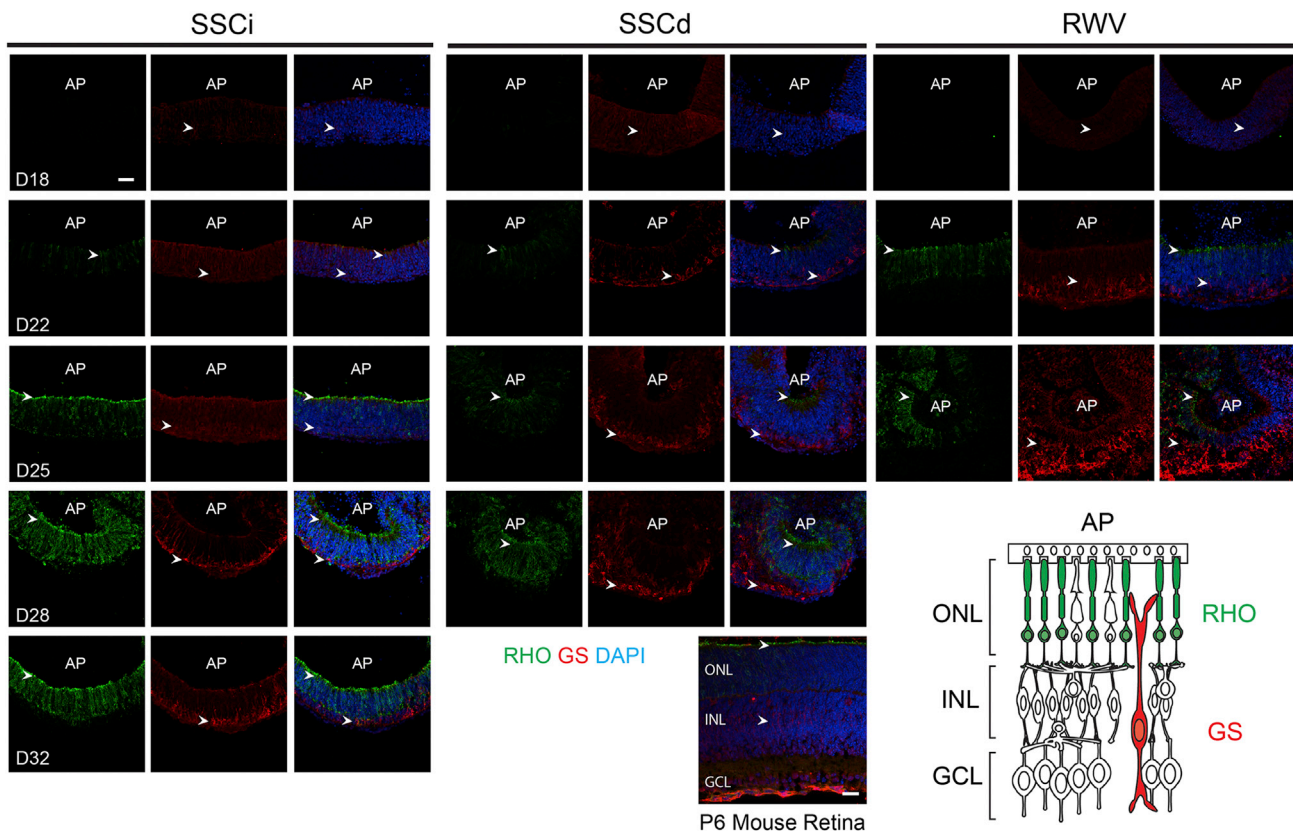 SSCi SSCd RWV
AP AP AP AP AP AP AP AP AP
D18
AP AP AP AP AP AP AP AP AP
D22
AP AP AP AP AP AP AP AP AP
D25
AP AP AP AP AP AP
D28
AP AP AP
D32
RHO GS DAPI
ONL
INL
GCL
P6 Mouse Retina
AP
ONL RHO
INL GS
GCL